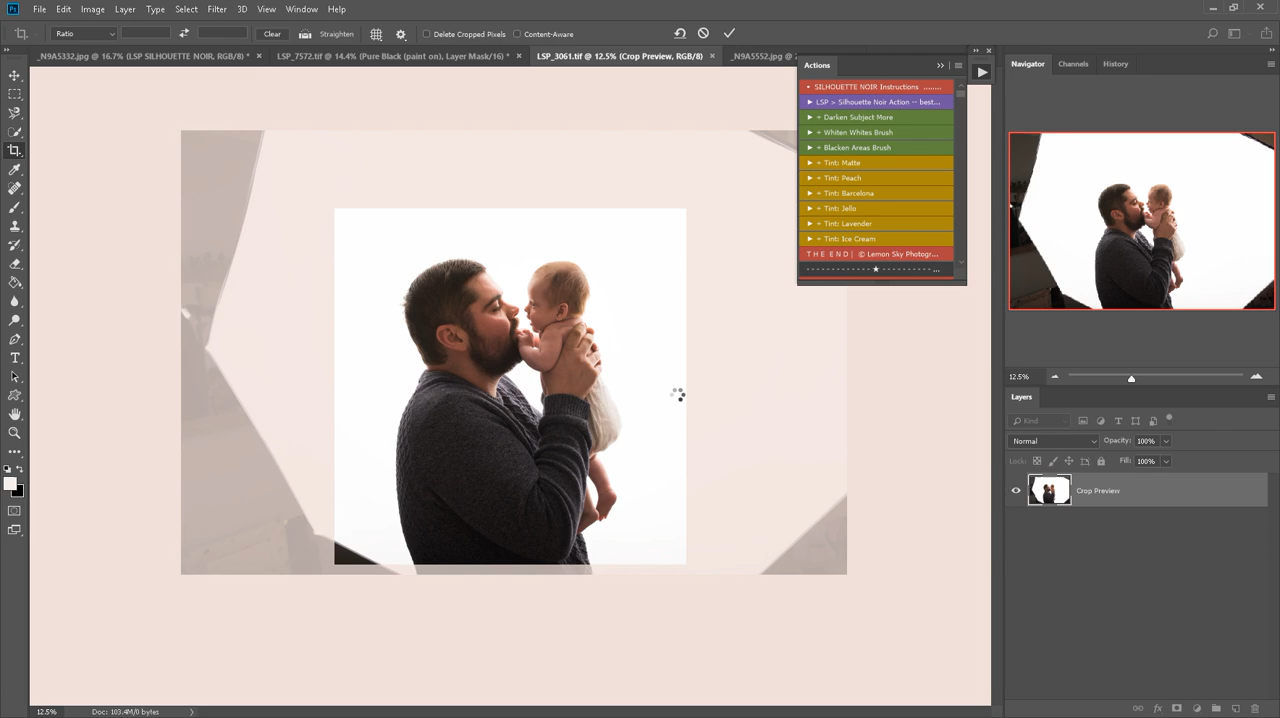 Ps File Edit Image Layer Type Select Filter 3D View Window Help
Ratio Clear Straighten Delete Cropped Pixels Content-Aware
_N9A5332.jpg @ 16.7% (LSP SILHOUETTE NOIR, RGB/8) * × LSP_7572.tif @ 14.4% (Pure Black (paint on), Layer Mask/16) * × LSP_3061.tif @ 12.5% (Crop Preview, RGB/8) × _N9A5552.jpg @
Actions
SILHOUETTE NOIR Instructions ........
LSP > Silhouette Noir Action -- best...
+ Darken Subject More
+ Whiten Whites Brush
+ Blacken Areas Brush
+ Tint: Matte
+ Tint: Peach
+ Tint: Barcelona
+ Tint: Jello
+ Tint: Lavender
+ Tint: Ice Cream
T H E E N D | © Lemon Sky Photogr...
- - - - - - - - - - - - - ★ - - - - - - - - - - ...
Navigator Channels History
12.5%
Layers
Kind
Normal Opacity: 100%
Lock: Fill: 100%
Crop Preview
12.5% Doc: 103.4M/0 bytes